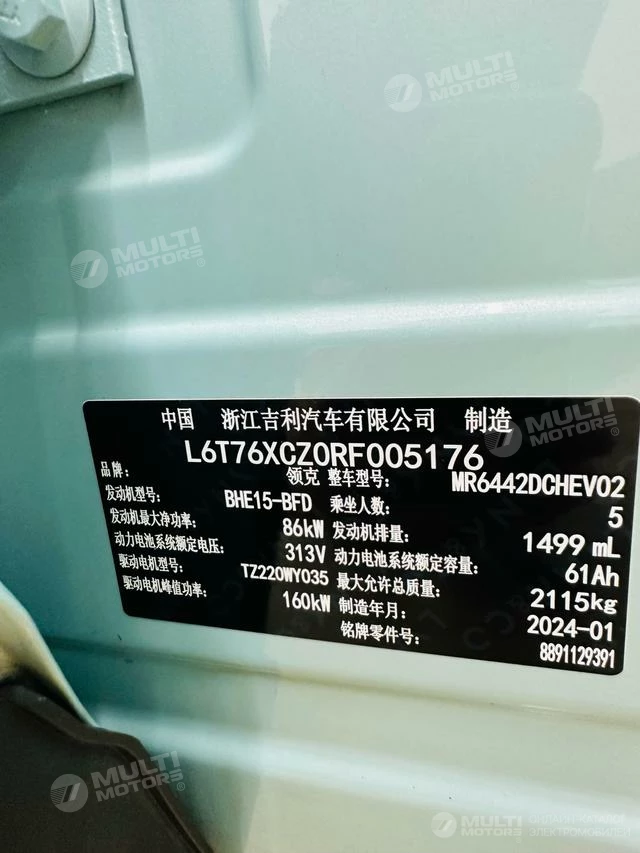 MULTI
MOTORS
MULTI
MOTORS
中国 浙江吉利汽车有限公司 制造
L6T76XCZ0RF005176
品牌: 领克 整车型号: MR6442DCHEV02
发动机型号: BHE15-BFD 乘坐人数: 5
发动机最大净功率: 86kW 发动机排量: 1499 mL
动力电池系统额定电压: 313V 动力电池系统额定容量: 61Ah
驱动电机型号: TZ220WY035 最大允许总质量: 2115kg
驱动电机峰值功率: 160kW 制造年月: 2024-01
铭牌零件号: 8891129391
MULTI
MOTORS
MULTI
MOTORS
MULTI
MOTORS
ОНЛАЙН-КАТАЛОГ
ЭЛЕКТРОМОБИЛЕЙ